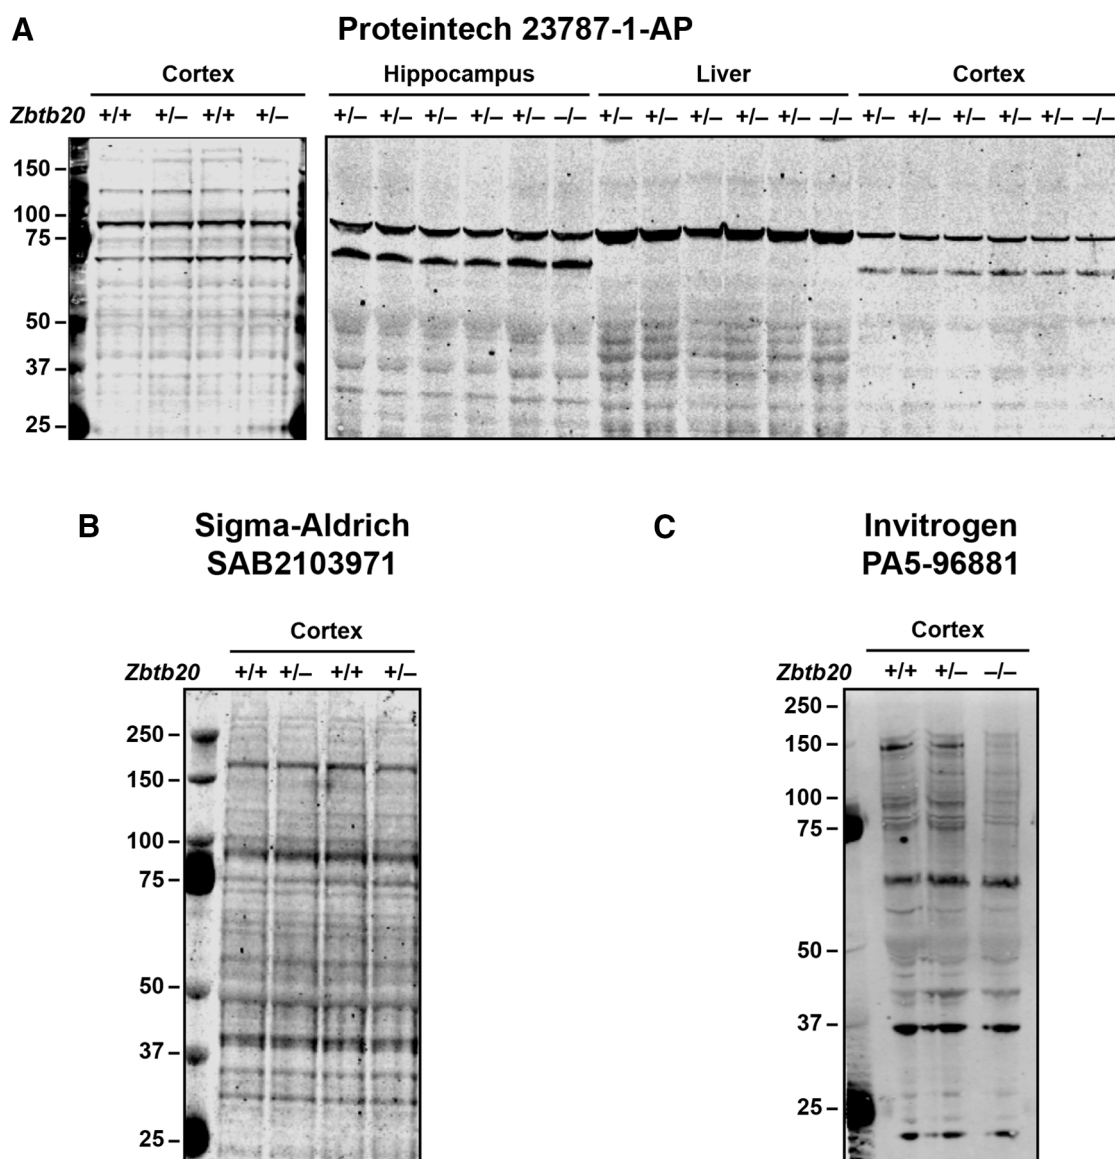 A Proteintech 23787-1-AP
Cortex Hippocampus Liver Cortex
Zbtb20 +/+ +/– +/+ +/– +/– +/– +/– +/– +/– –/– +/– +/– +/– +/– +/– –/– +/– +/– +/– +/– +/– –/–
150 –
100 –
75 –
50 –
37 –
25 –
B Sigma-Aldrich
SAB2103971
Cortex
Zbtb20 +/+ +/– +/+ +/–
250 –
150 –
100 –
75 –
50 –
37 –
25 –
C Invitrogen
PA5-96881
Cortex
Zbtb20 +/+ +/– –/–
250 –
150 –
100 –
75 –
50 –
37 –
25 –